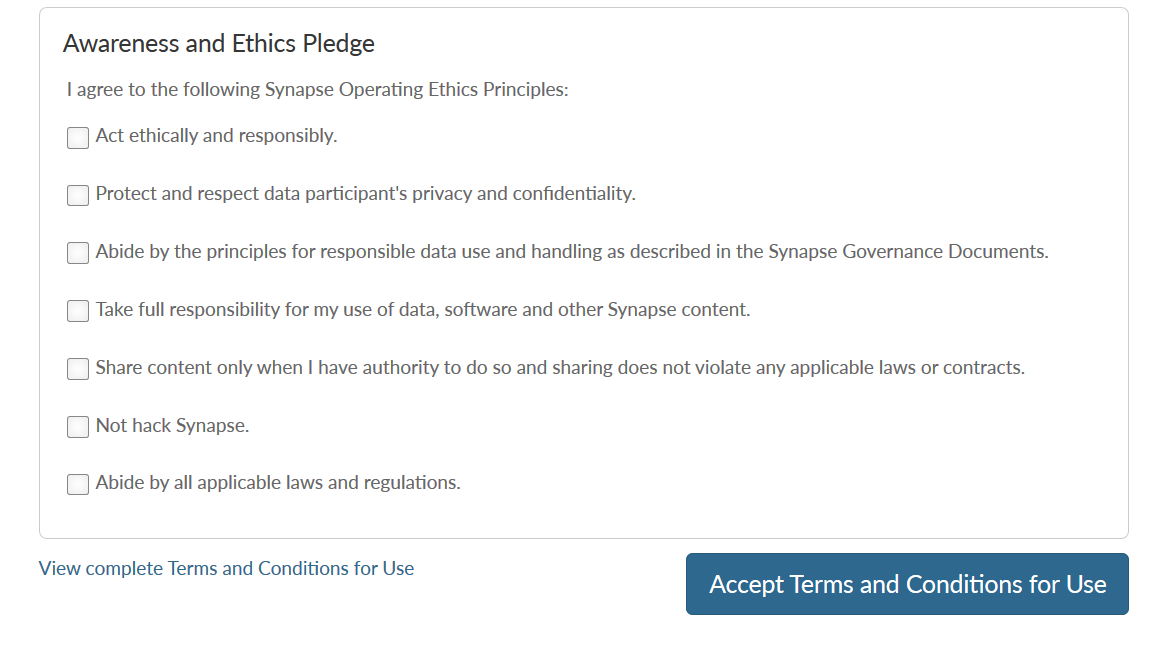 Awareness and Ethics Pledge
I agree to the following Synapse Operating Ethics Principles:
Act ethically and responsibly.
Protect and respect data participant's privacy and confidentiality.
Abide by the principles for responsible data use and handling as described in the Synapse Governance Documents.
Take full responsibility for my use of data, software and other Synapse content.
Share content only when I have authority to do so and sharing does not violate any applicable laws or contracts.
Not hack Synapse.
Abide by all applicable laws and regulations.
View complete Terms and Conditions for Use
Accept Terms and Conditions for Use